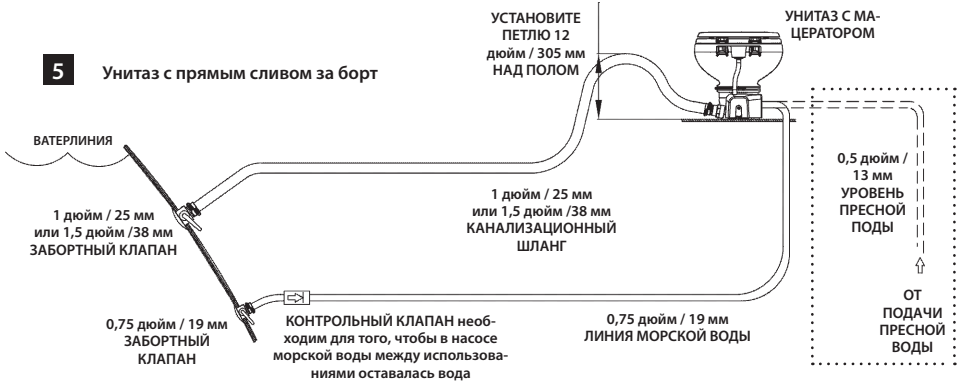 5
Унитаз с прямым сливом за борт
УСТАНОВИТЕ
ПЕТЛЮ 12
дюйм / 305 мм
НАД ПОЛОМ
УНИТАЗ С МА-
ЦЕРАТОРОМ
ВАТЕРЛИНИЯ
1 дюйм / 25 мм
или 1,5 дюйм /38 мм
ЗАБОРТНЫЙ КЛАПАН
1 дюйм / 25 мм
или 1,5 дюйм /38 мм
КАНАЛИЗАЦИОННЫЙ
ШЛАНГ
0,5 дюйм /
13 мм
УРОВЕНЬ
ПРЕСНОЙ
ПОДЫ
0,75 дюйм / 19 мм
ЗАБОРТНЫЙ
КЛАПАН
КОНТРОЛЬНЫЙ КЛАПАН необ-
ходим для того, чтобы в насосе
морской воды между использова-
ниями оставалась вода
0,75 дюйм / 19 мм
ЛИНИЯ МОРСКОЙ ВОДЫ
ОТ
ПОДАЧИ
ПРЕСНОЙ
ВОДЫ